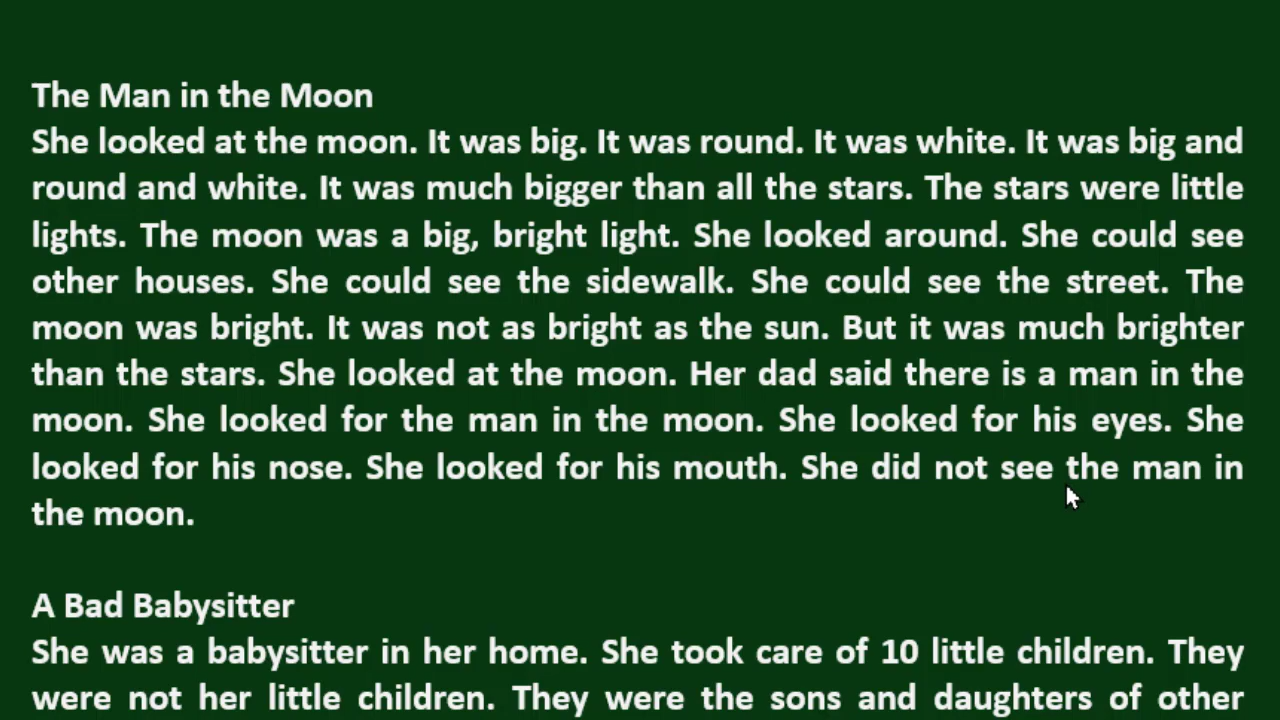 The Man in the Moon
She looked at the moon. It was big. It was round. It was white. It was big and
round and white. It was much bigger than all the stars. The stars were little
lights. The moon was a big, bright light. She looked around. She could see
other houses. She could see the sidewalk. She could see the street. The
moon was bright. It was not as bright as the sun. But it was much brighter
than the stars. She looked at the moon. Her dad said there is a man in the
moon. She looked for the man in the moon. She looked for his eyes. She
looked for his nose. She looked for his mouth. She did not see the man in
the moon.
A Bad Babysitter
She was a babysitter in her home. She took care of 10 little children. They
were not her little children. They were the sons and daughters of other